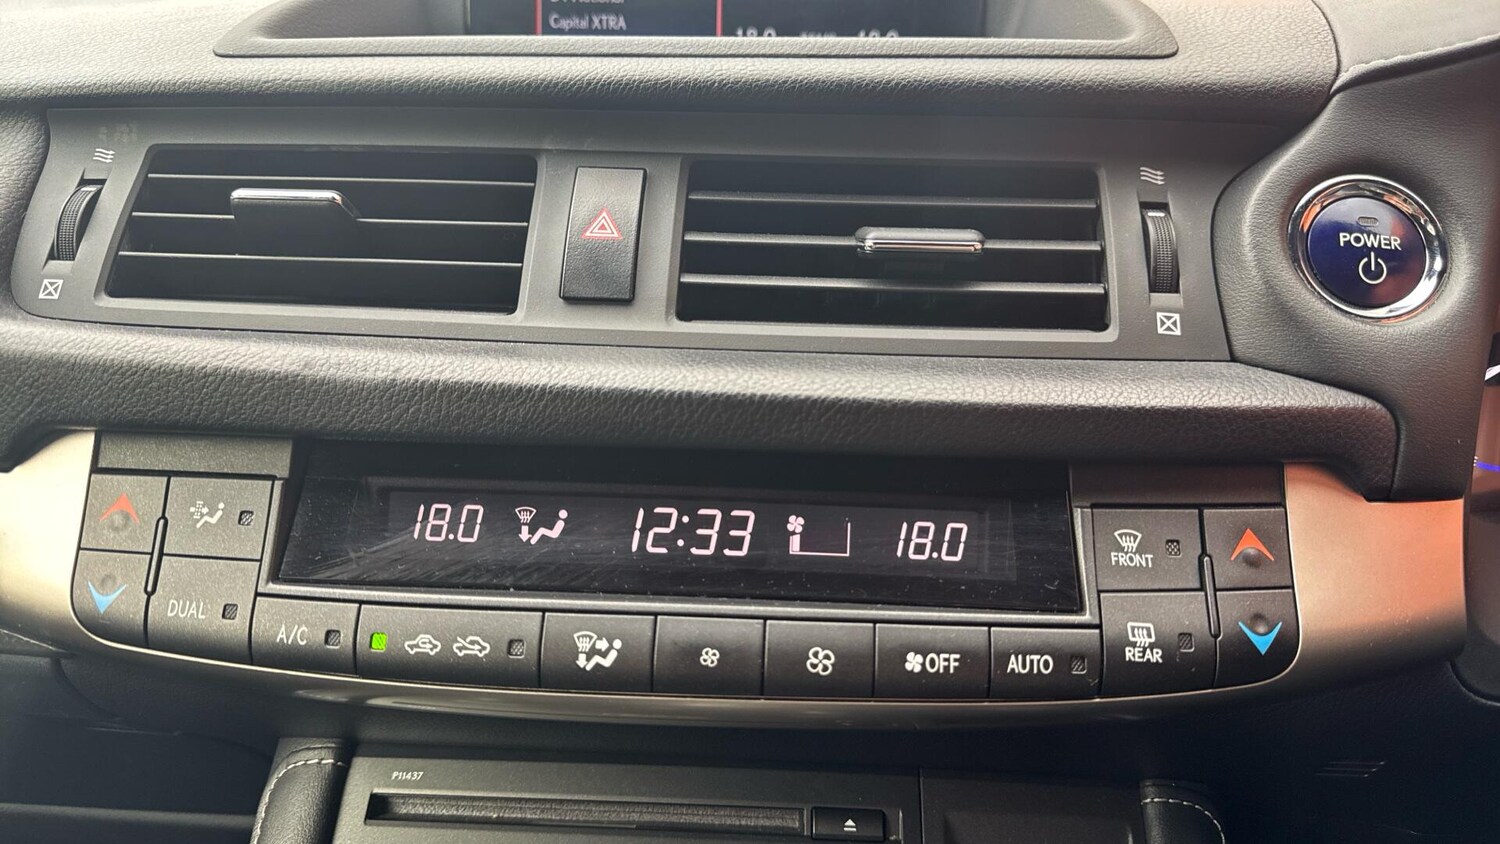 Capital XTRA
POWER
18.0 12:33 18.0
DUAL
A/C
OFF
AUTO
FRONT
REAR
P11437